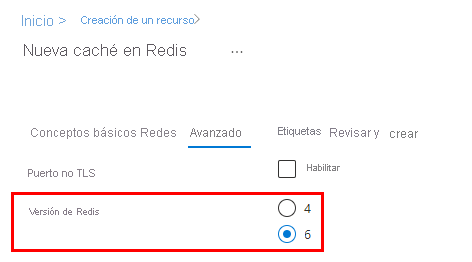 Inicio > Creación de un recurso>
Nueva caché en Redis ...
Conceptos básicos Redes Avanzado Etiquetas Revisar y crear
Puerto no TLS Habilitar
Versión de Redis 4
6